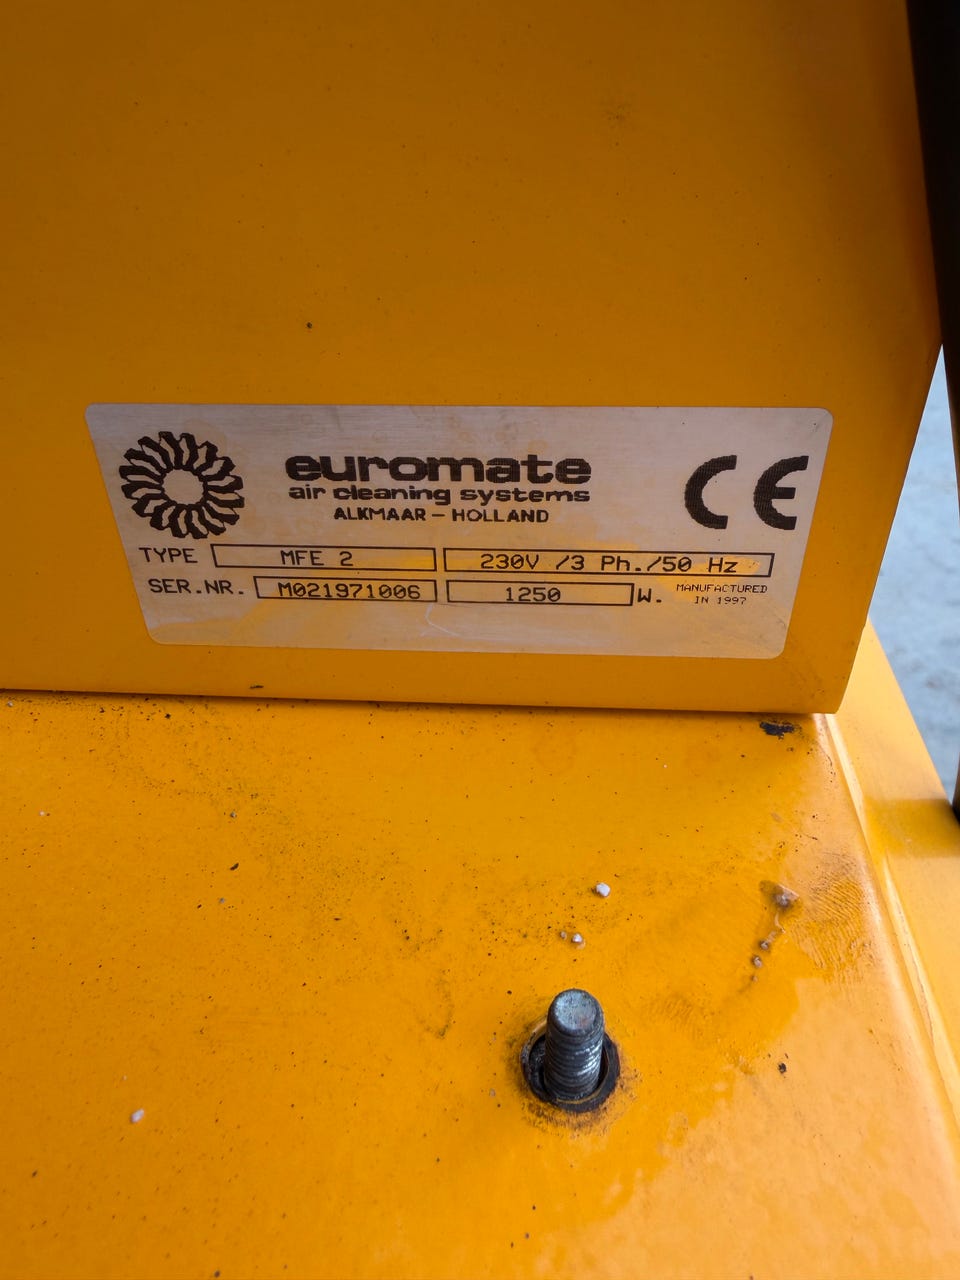 euromate
air cleaning systems
ALKMAAR - HOLLAND
CE
TYPE MFE 2 230V /3 Ph./50 Hz
SER.NR. M021971006 1250 W. MANUFACTURED
IN 1997